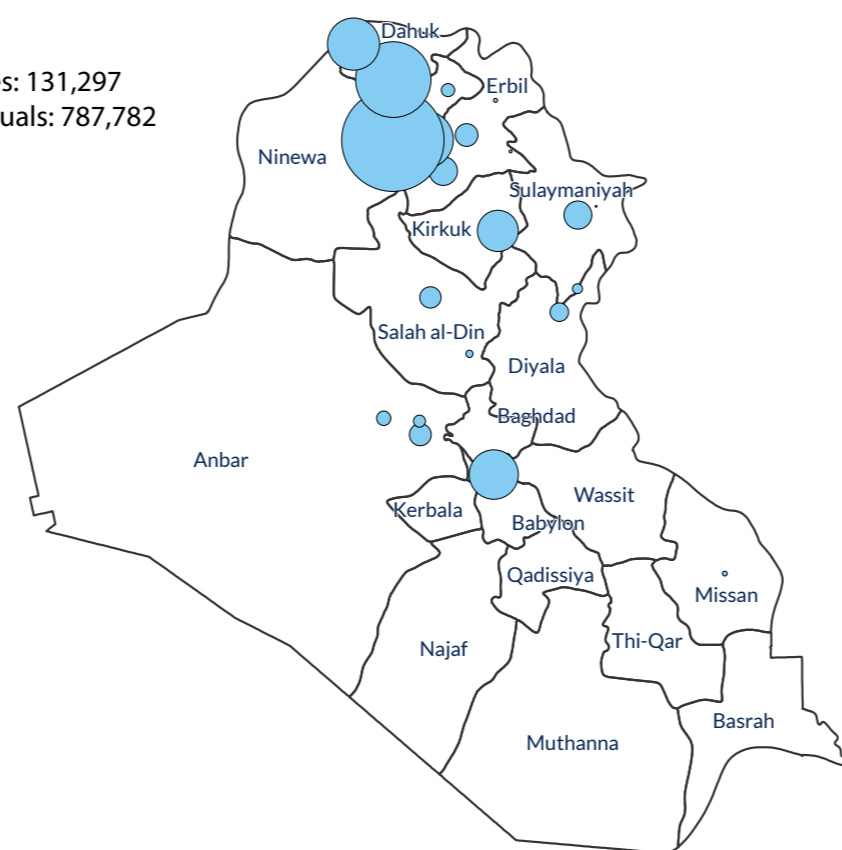 Dahuk
es: 131,297
Erbil
uals: 787,782
Ninewa
Sulaymaniyah
Kirkuk
Salah al-Din
Diyala
Baghdad
Anbar
Wassit
Kerbala
Babylon
Qadissiya
Missan
Najaf
Thi-Qar
Basrah
Muthanna